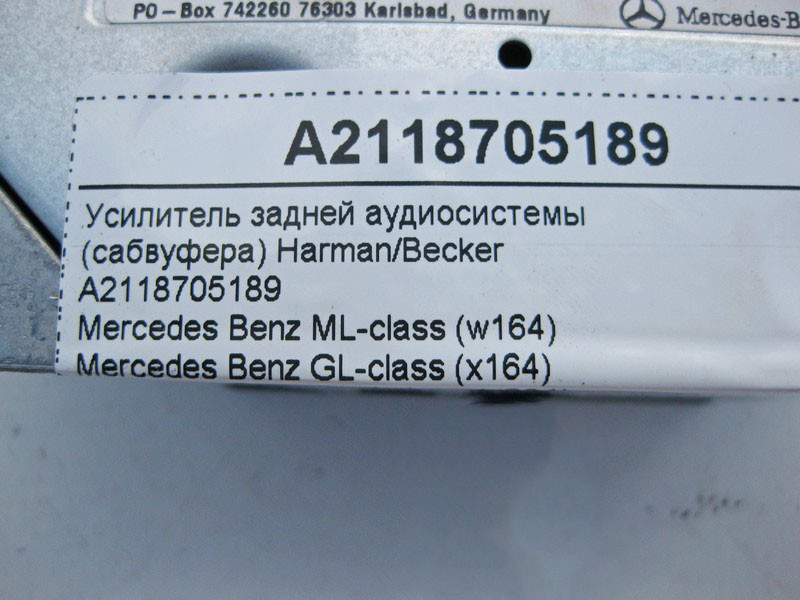 PO-Box 742260 76303 Karlsbad, Germany
Mercedes-B
A2118705189
Усилитель задней аудиосистемы
(сабвуфера) Harman/Becker
A2118705189
Mercedes Benz ML-class (w164)
Mercedes Benz GL-class (x164)